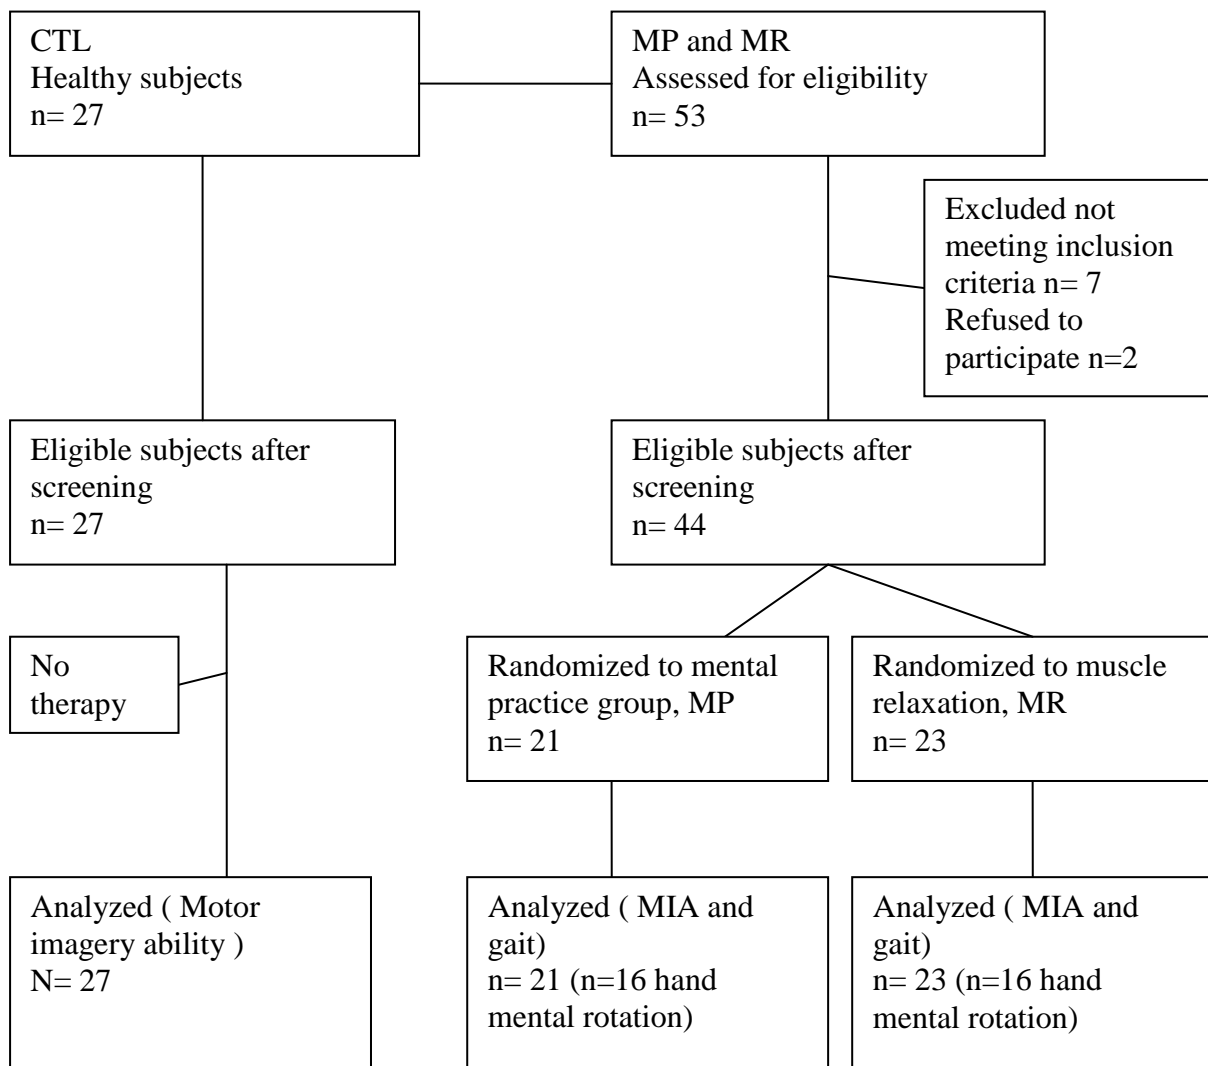 CTL
Healthy subjects
n= 27
MP and MR
Assessed for eligibility
n= 53
Excluded not
meeting inclusion
criteria n= 7
Refused to
participate n=2
Eligible subjects after
screening
n= 27
Eligible subjects after
screening
n= 44
No
therapy
Randomized to mental
practice group, MP
n= 21
Randomized to muscle
relaxation, MR
n= 23
Analyzed ( Motor
imagery ability )
N= 27
Analyzed ( MIA and
gait)
n= 21 (n=16 hand
mental rotation)
Analyzed ( MIA and
gait)
n= 23 (n=16 hand
mental rotation)